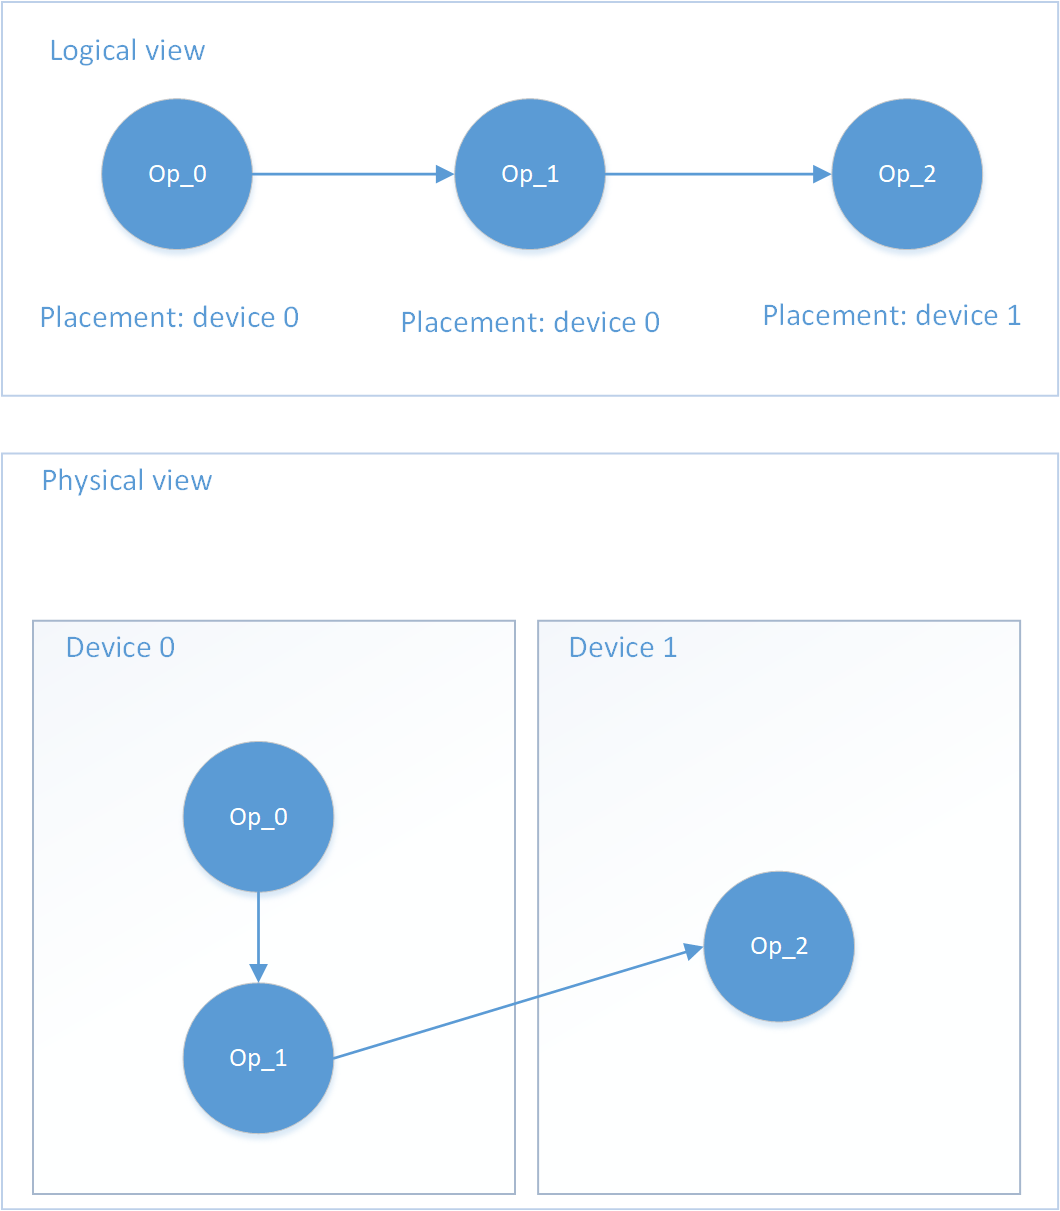 Logical view
Op_0
Op_1
Op_2
Placement: device 0
Placement: device 0
Placement: device 1
Physical view
Device 0
Device 1
Op_0
Op_2
Op_1